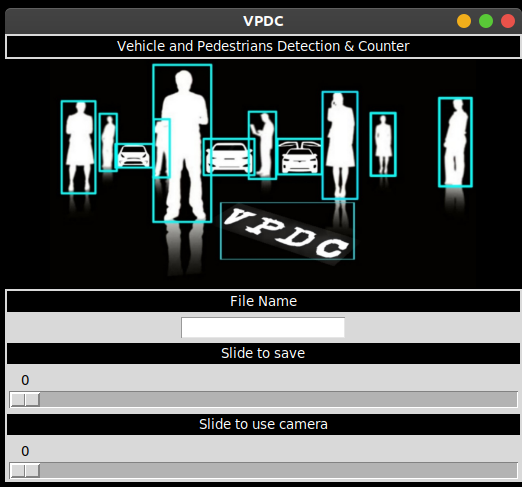 VPDC
Vehicle and Pedestrians Detection & Counter
VPDC
File Name
Slide to save
0
Slide to use camera
0